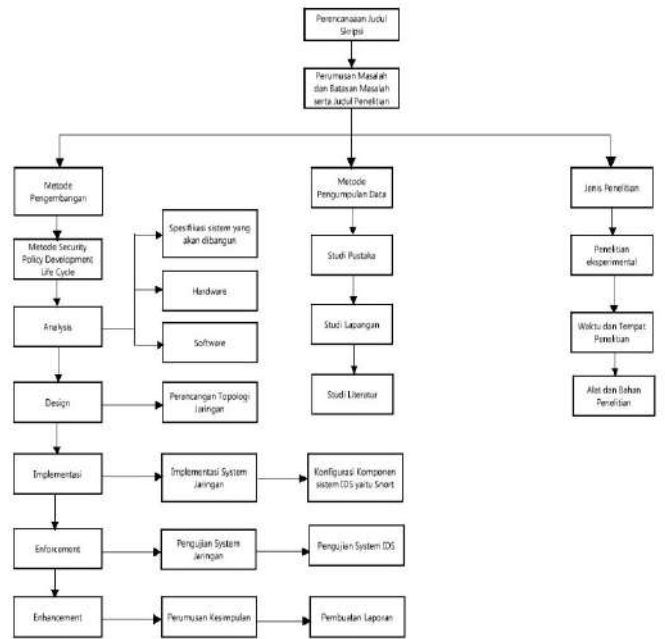 Perencanaaan Judul
Skripsi
Perumusan Masalah
dan Batasan Masalah
serta Judul Penelitian
Metode
Pengembangan
Metode
Pengumpulan Data
Jenis Penelitian
Metode Security
Policy Development
Life Cycle
Spesifikasi sistem yang
akan dibangun
Studi Pustaka
Penelitian
eksperimental
Hardware
Analysis
Software
Studi Lapangan
Waktu dan Tempat
Penelitian
Design
Perancangan Topologi
Jaringan
Studi Literatur
Alat dan Bahan
Penelitian
Implementasi
Implementasi System
Jaringan
Konfigurasi Komponen
sistem IDS yaitu Snort
Enforcement
Pengujian System
Jaringan
Pengujian System IDS
Enhancement
Perumusan Kesimpulan
Pembuatan Laporan